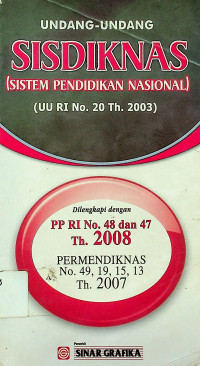 UNDANG-UNDANG
SISDIKNAS
(SISTEM PENDIDIKAN NASIONAL)
(UU RI No. 20 Th. 2003)
Dilengkapi dengan
PP RI No. 48 dan 47
Th. 2008
PERMENDIKNAS
No. 49, 19, 15, 13
Th. 2007
Penerbit
SINAR GRAFIKA